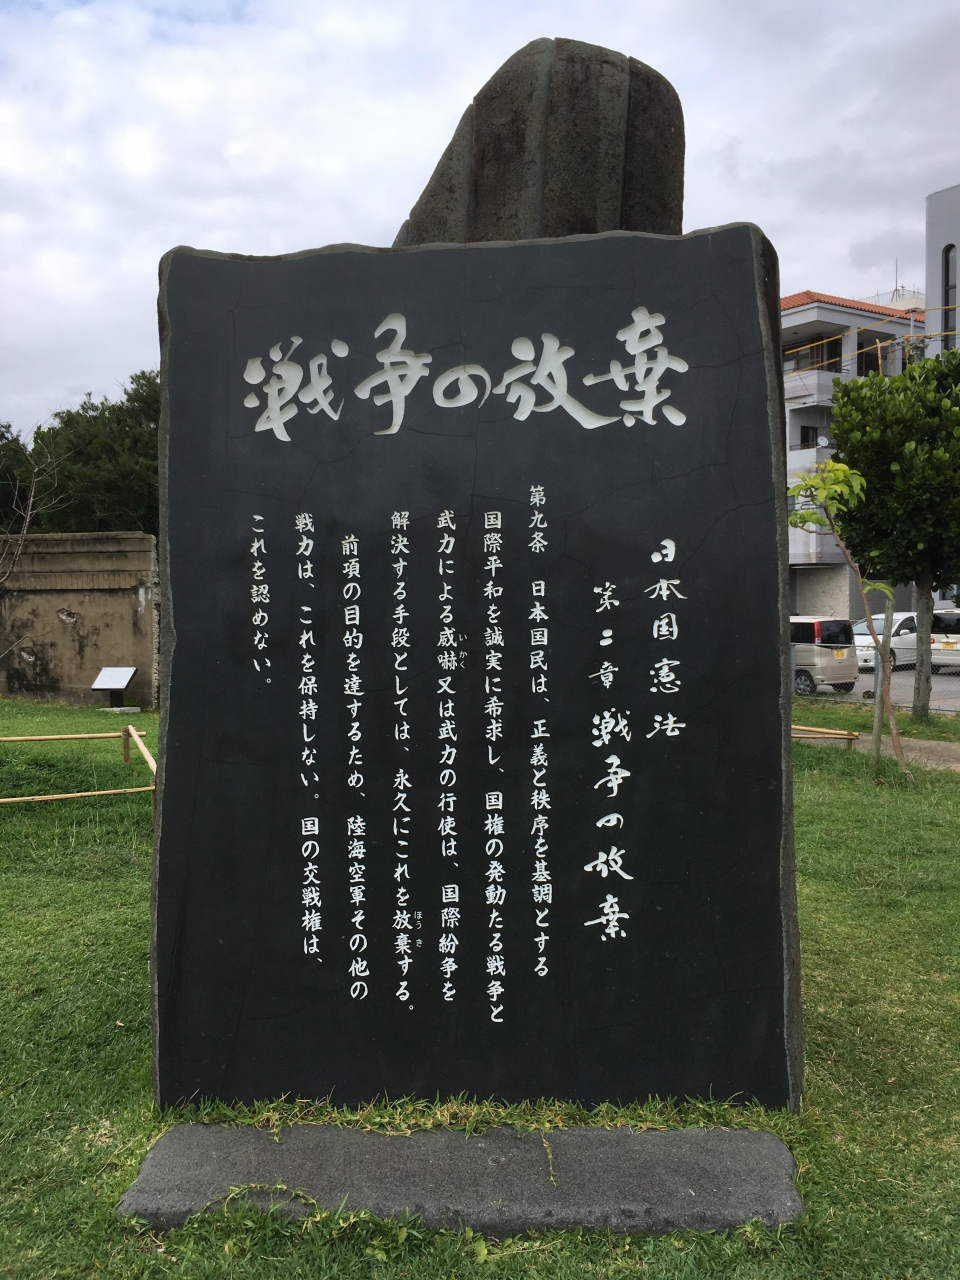 戦争の放棄
日本国憲法
第二章 戦争の放棄
第九条 日本国民は、正義と秩序を基調とする
国際平和を誠実に希求し、国権の発動たる戦争と
武力による威嚇又は武力の行使は、国際紛争を
いかく
解決する手段としては、永久にこれを放棄する。
ほうき
前項の目的を達するため、陸海空軍その他の
戦力は、これを保持しない。国の交戦権は、
これを認めない。